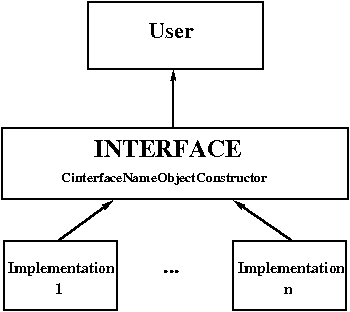 User
INTERFACE
CinterfaceNameObjectConstructor
Implementation
1
...
Implementation
n